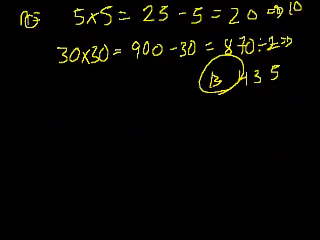 5×5 = 25 - 5 = 20 ⇒ 10
30×30 = 900 - 30 = 870 ÷ 2 ⇒
B 435